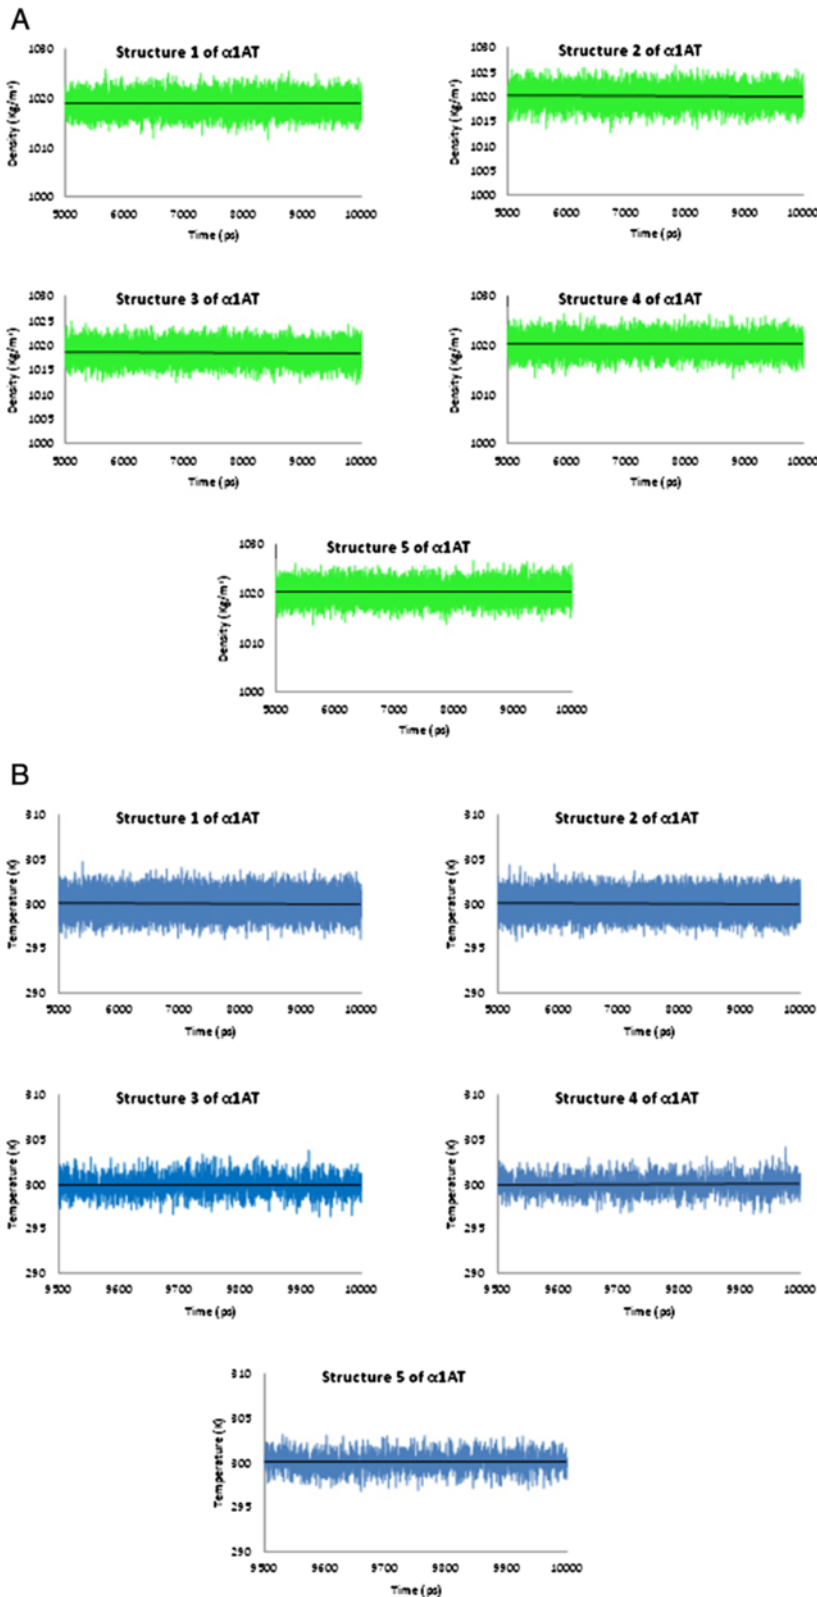 A
Structure 1 of α1AT
Density (Kg/m³)
1030
1020
1010
1000
5000 6000 7000 8000 9000 10000
Time (ps)
Structure 2 of α1AT
Density (Kg/m³)
1030
1025
1020
1015
1010
1005
1000
5000 6000 7000 8000 9000 10000
Time (ps)
Structure 3 of α1AT
Density (Kg/m³)
1030
1025
1020
1015
1010
1005
1000
5000 6000 7000 8000 9000 10000
Time (ps)
Structure 4 of α1AT
Density (Kg/m³)
1030
1020
1010
1000
5000 6000 7000 8000 9000 10000
Time (ps)
Structure 5 of α1AT
Density (Kg/m³)
1030
1020
1010
1000
5000 6000 7000 8000 9000 10000
Time (ps)
B
Structure 1 of α1AT
Temperature (K)
310
305
300
295
290
5000 6000 7000 8000 9000 10000
Time (ps)
Structure 2 of α1AT
Temperature (K)
310
305
300
295
290
5000 6000 7000 8000 9000 10000
Time (ps)
Structure 3 of α1AT
Temperature (K)
310
305
300
295
290
9500 9600 9700 9800 9900 10000
Time (ps)
Structure 4 of α1AT
Temperature (K)
310
305
300
295
290
9500 9600 9700 9800 9900 10000
Time (ps)
Structure 5 of α1AT
Temperature (K)
310
305
300
295
290
9500 9600 9700 9800 9900 10000
Time (ps)